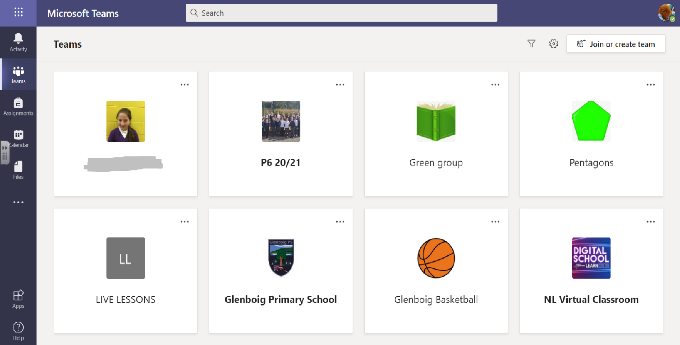 Microsoft Teams
Search
Activity
Teams
Assignments
Calendar
Files
Apps
Help
Teams
Join or create team
P6 20/21
Green group
Pentagons
LL
LIVE LESSONS
Glenboig Primary School
Glenboig Basketball
DIGITAL
SCHOOL
LEARN
NL Virtual Classroom